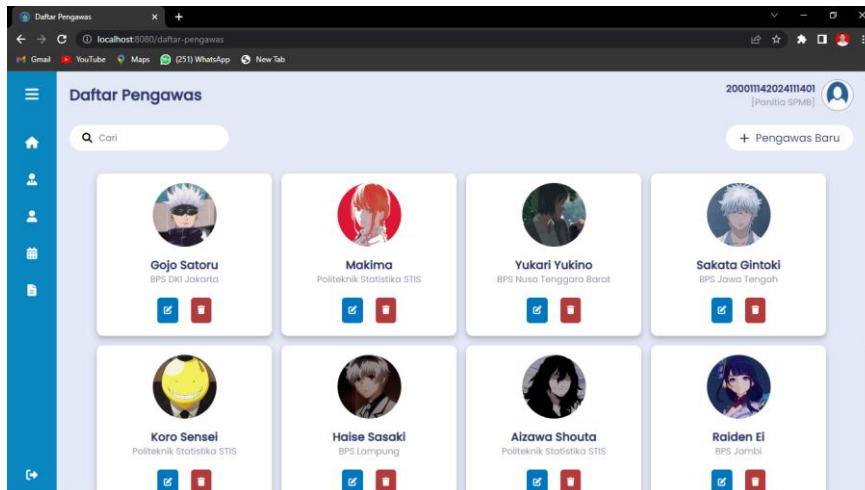 Daftar Pengawas
localhost:8080/daftar-pengawas
Gmail YouTube Maps (251) WhatsApp New Tab
Daftar Pengawas
200011142024111401
[Panitia SPMB]
Cari
+ Pengawas Baru
Gojo Satoru
BPS DKI Jakarta
Makima
Politeknik Statistika STIS
Yukari Yukino
BPS Nusa Tenggara Barat
Sakata Gintoki
BPS Jawa Tengah
Koro Sensei
Politeknik Statistika STIS
Haise Sasaki
BPS Lampung
Aizawa Shouta
Politeknik Statistika STIS
Raiden Ei
BPS Jambi